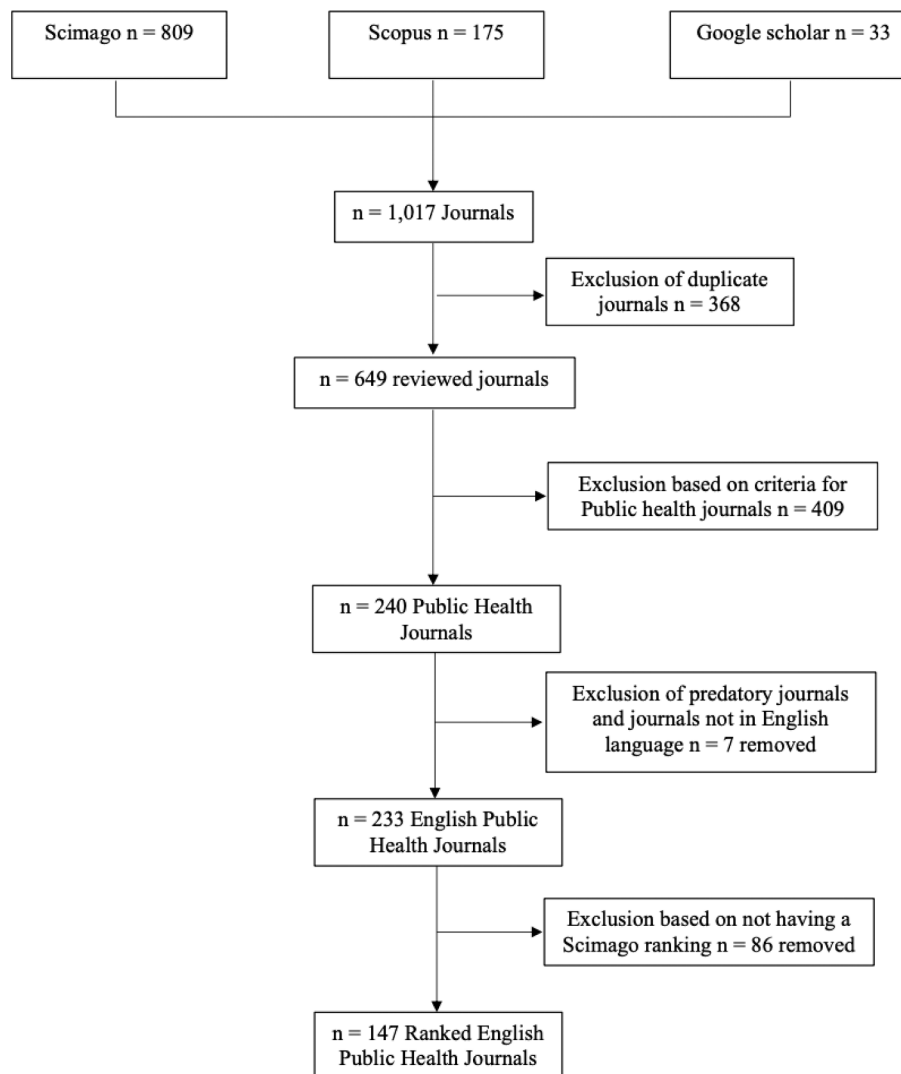 Scimago n = 809
Scopus n = 175
Google scholar n = 33
n = 1,017 Journals
Exclusion of duplicate
journals n = 368
n = 649 reviewed journals
Exclusion based on criteria for
Public health journals n = 409
n = 240 Public Health
Journals
Exclusion of predatory journals
and journals not in English
language n = 7 removed
n = 233 English Public
Health Journals
Exclusion based on not having a
Scimago ranking n = 86 removed
n = 147 Ranked English
Public Health Journals